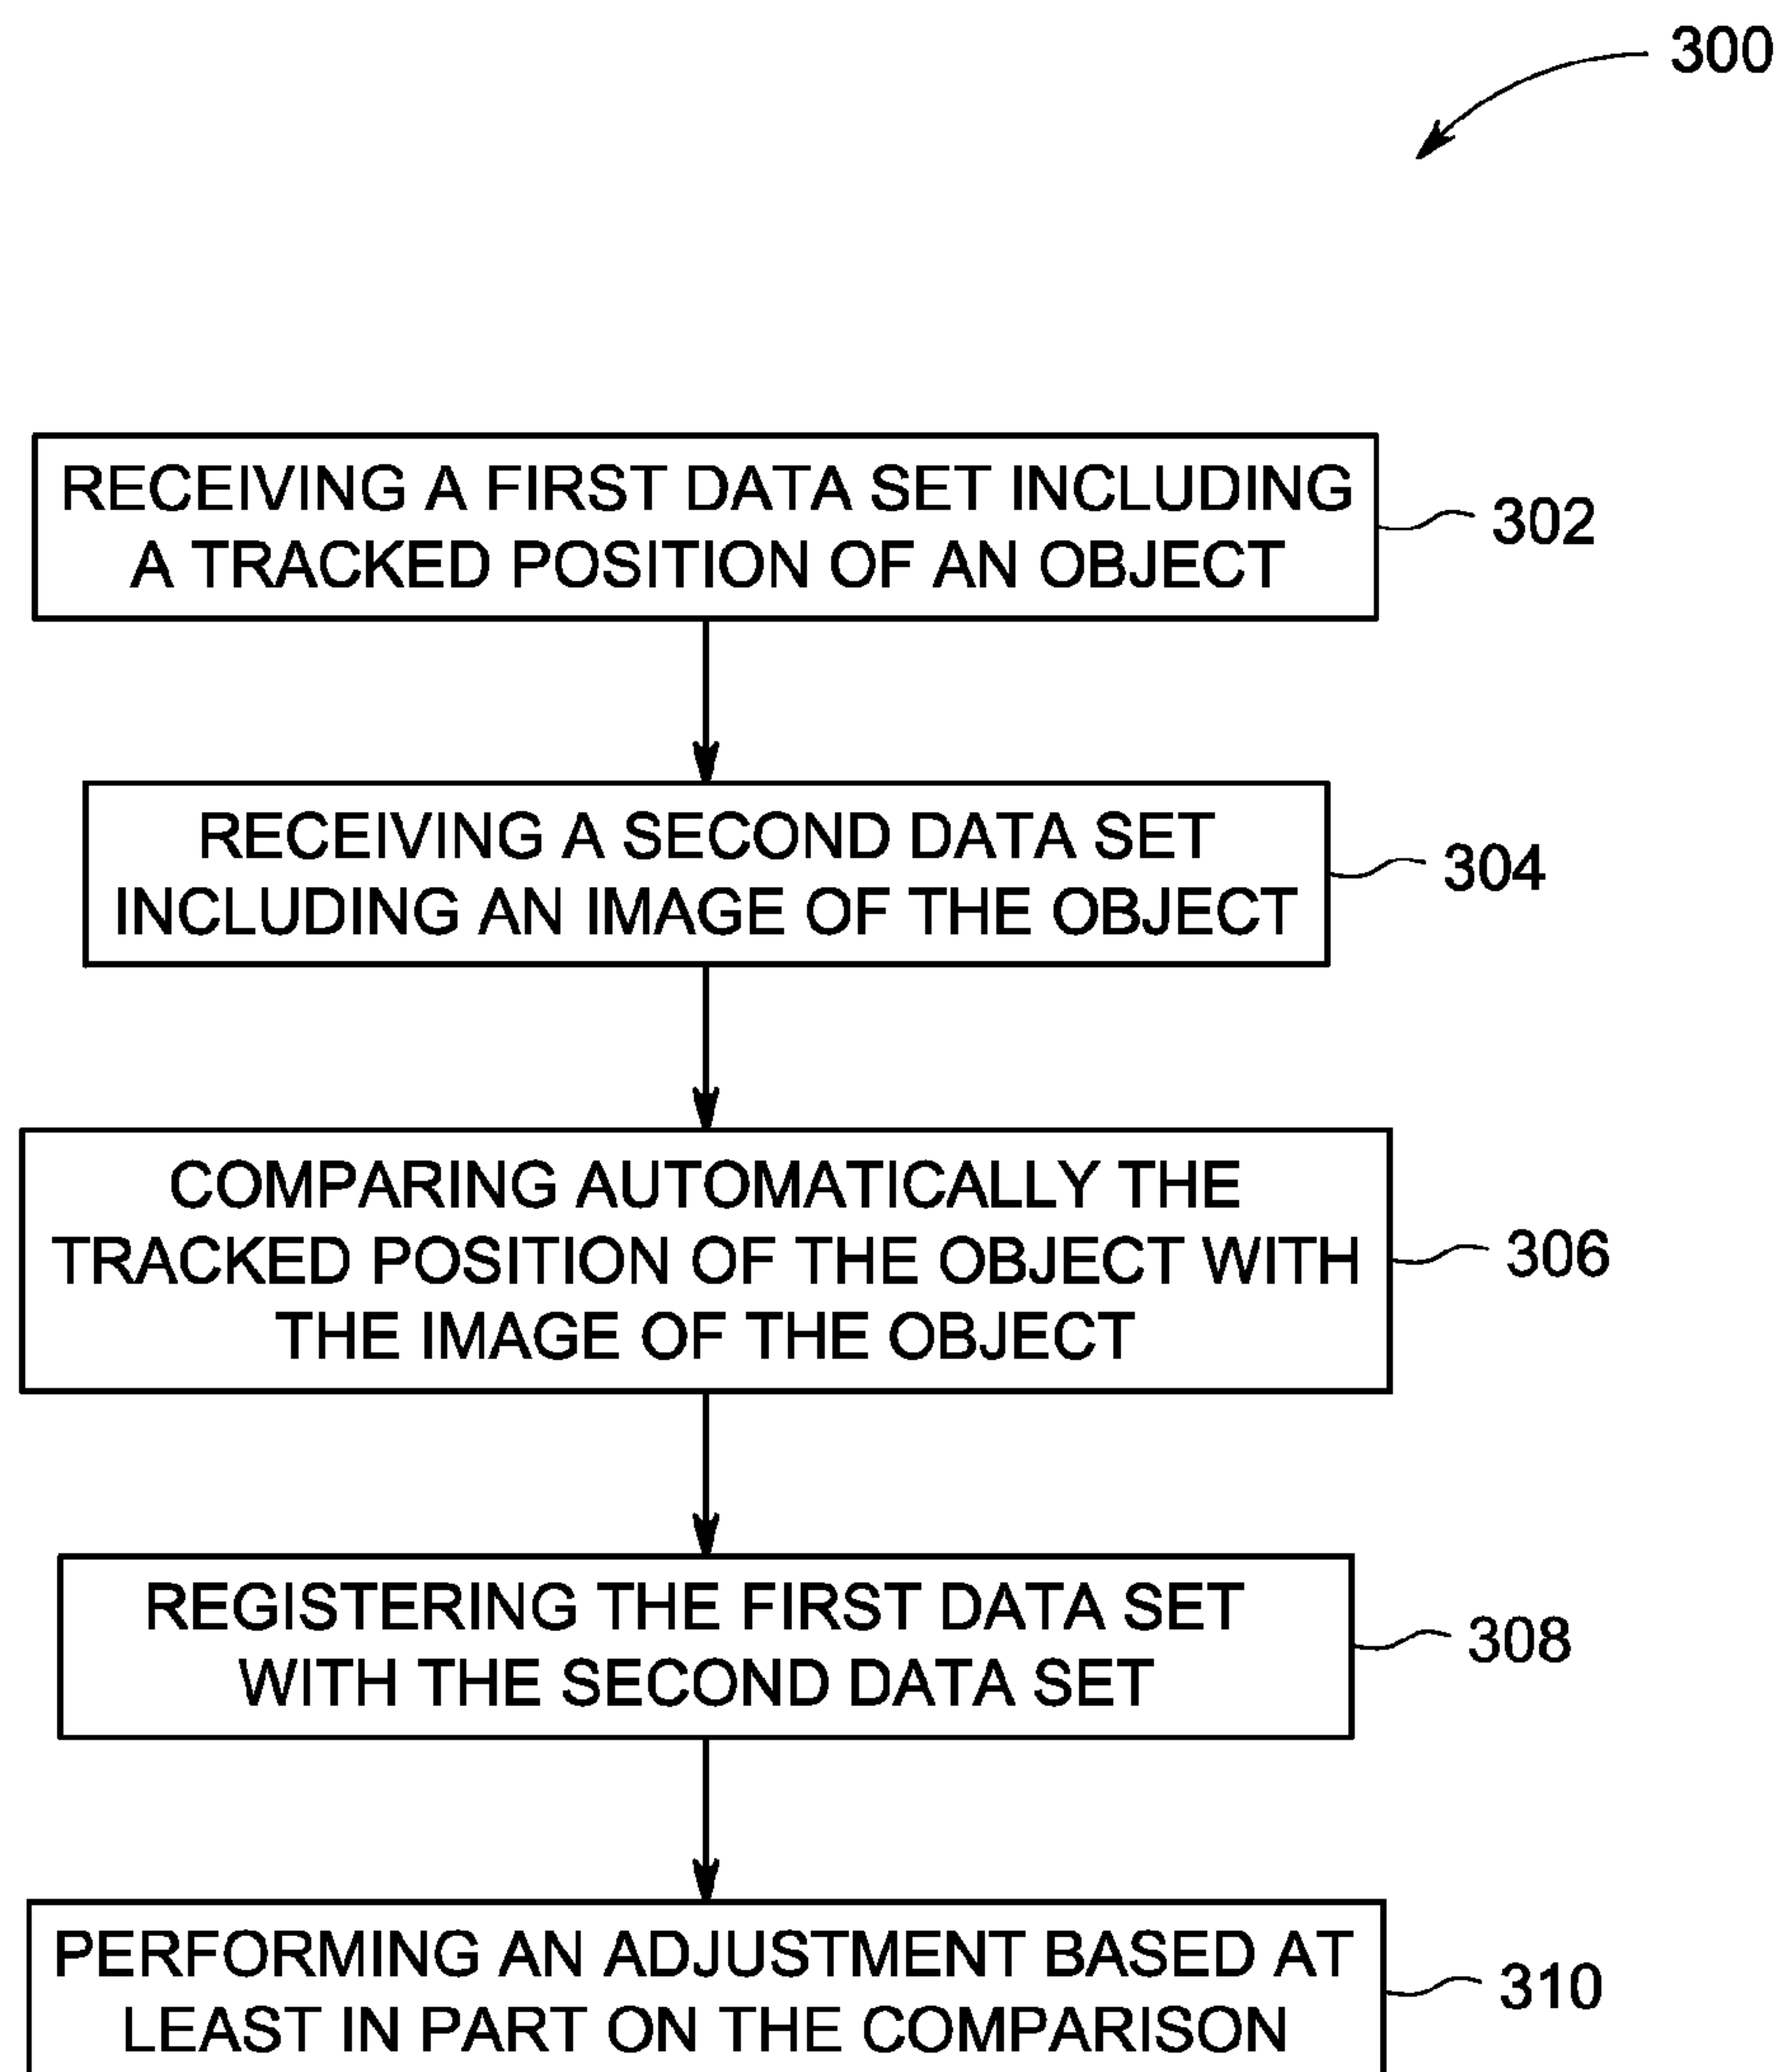 300
RECEIVING A FIRST DATA SET INCLUDING
A TRACKED POSITION OF AN OBJECT
302
RECEIVING A SECOND DATA SET
INCLUDING AN IMAGE OF THE OBJECT
304
COMPARING AUTOMATICALLY THE
TRACKED POSITION OF THE OBJECT WITH
THE IMAGE OF THE OBJECT
306
REGISTERING THE FIRST DATA SET
WITH THE SECOND DATA SET
308
PERFORMING AN ADJUSTMENT BASED AT
LEAST IN PART ON THE COMPARISON
310